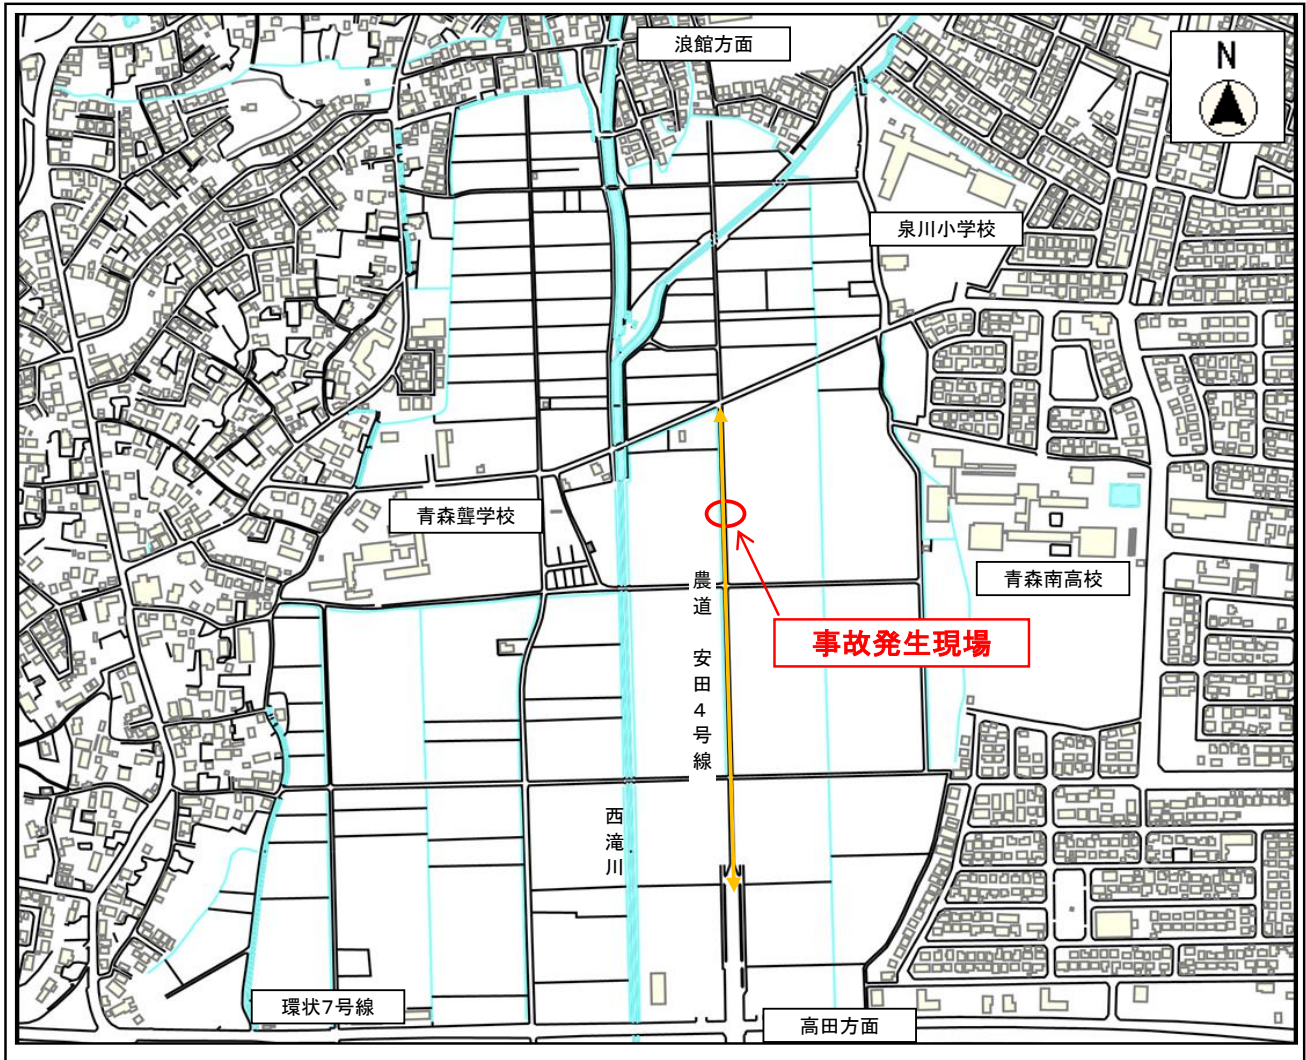 浪館方面
N
泉川小学校
青森聾学校
青森南高校
農道 安田4号線
事故発生現場
西滝川
環状7号線
高田方面